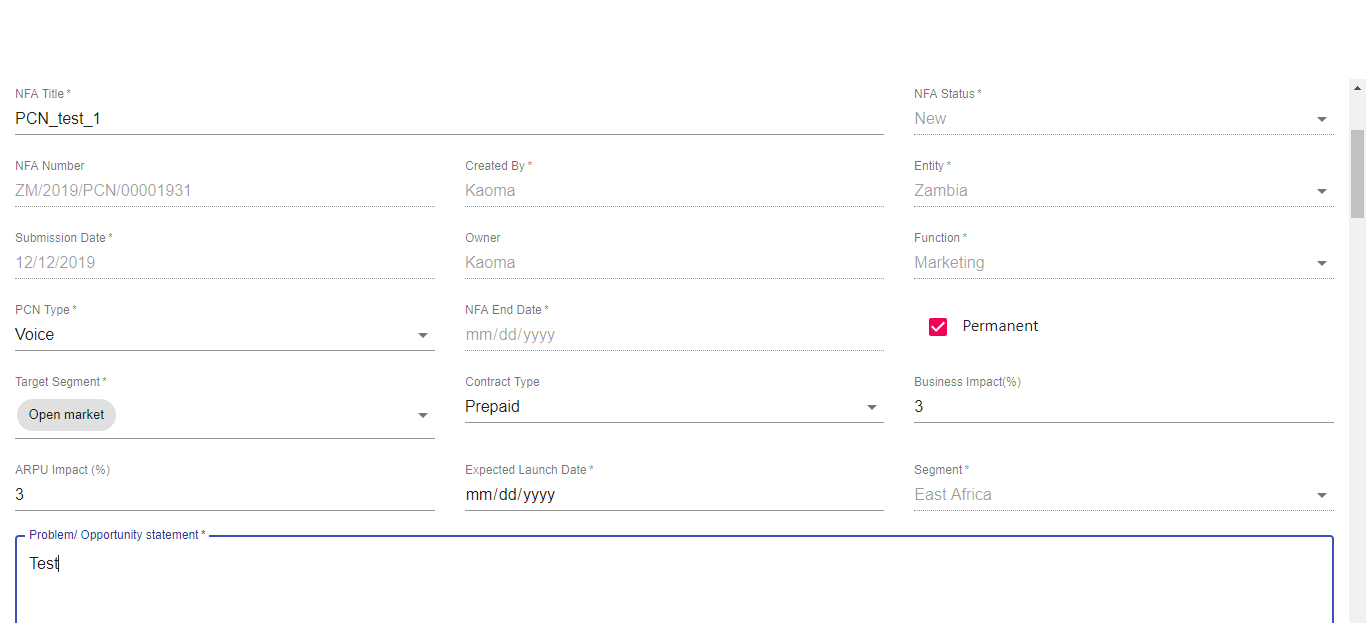 NFA Title *
NFA Status *
PCN_test_1
New
NFA Number
Created By *
Entity *
ZM/2019/PCN/00001931
Kaoma
Zambia
Submission Date *
Owner
Function *
12/12/2019
Kaoma
Marketing
PCN Type *
NFA End Date *
Voice
mm/dd/yyyy
Permanent
Target Segment *
Contract Type
Business Impact(%)
Open market
Prepaid
3
ARPU Impact (%)
Expected Launch Date *
Segment *
3
mm/dd/yyyy
East Africa
Problem/ Opportunity statement *
Test